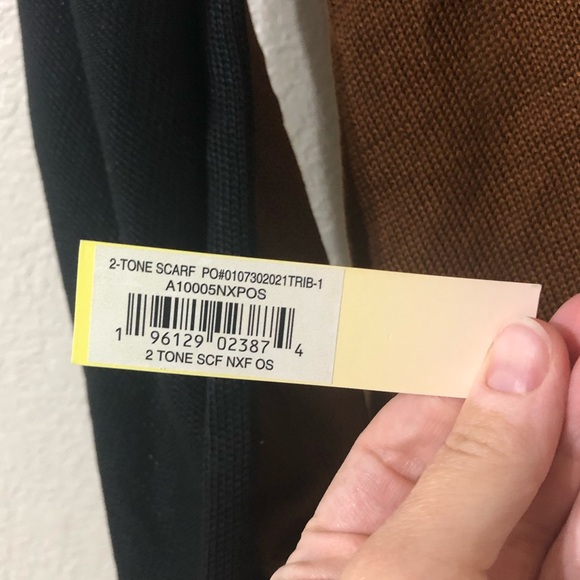 2-TONE SCARF PO#0107302021TRIB-1
A10005NXPOS
1 96129 02387 4
2 TONE SCF NXF OS